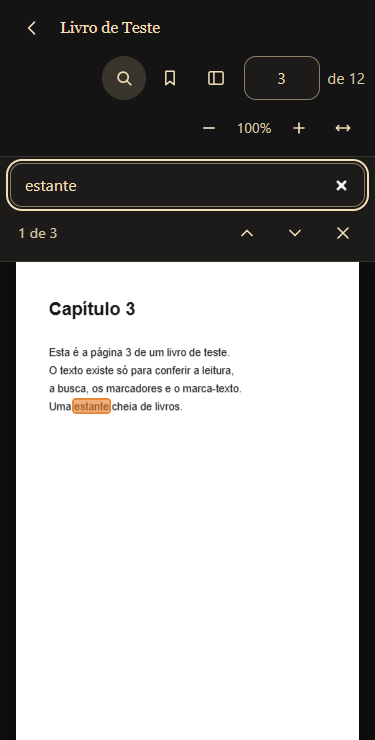 Livro de Teste
3 de 12
100%
estante
1 de 3
Capítulo 3
Esta é a página 3 de um livro de teste.
O texto existe só para conferir a leitura,
a busca, os marcadores e o marca-texto.
Uma estante cheia de livros.